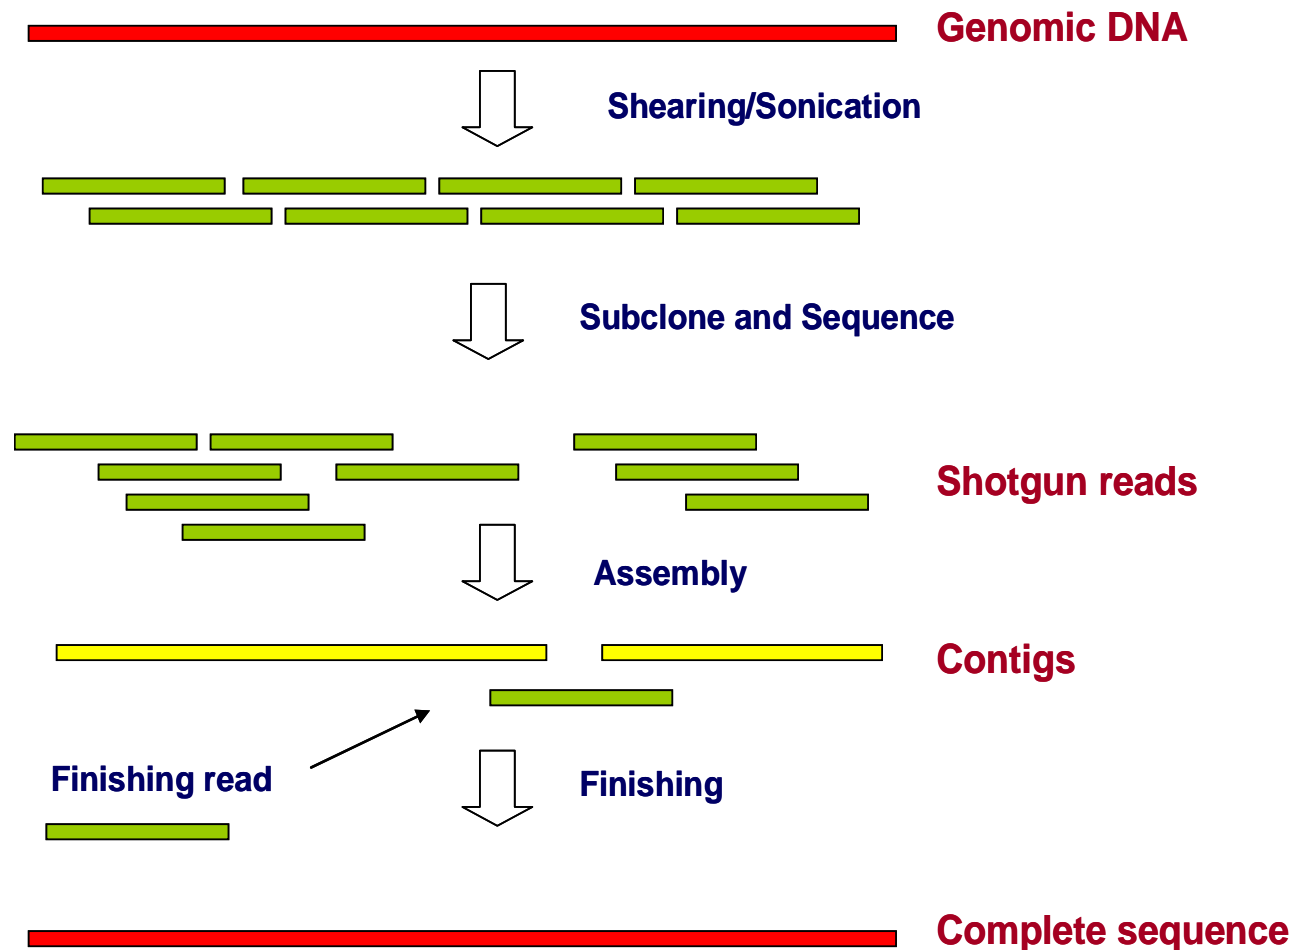 Genomic DNA
Shearing/Sonication
Subclone and Sequence
Shotgun reads
Assembly
Contigs
Finishing read
Finishing
Complete sequence